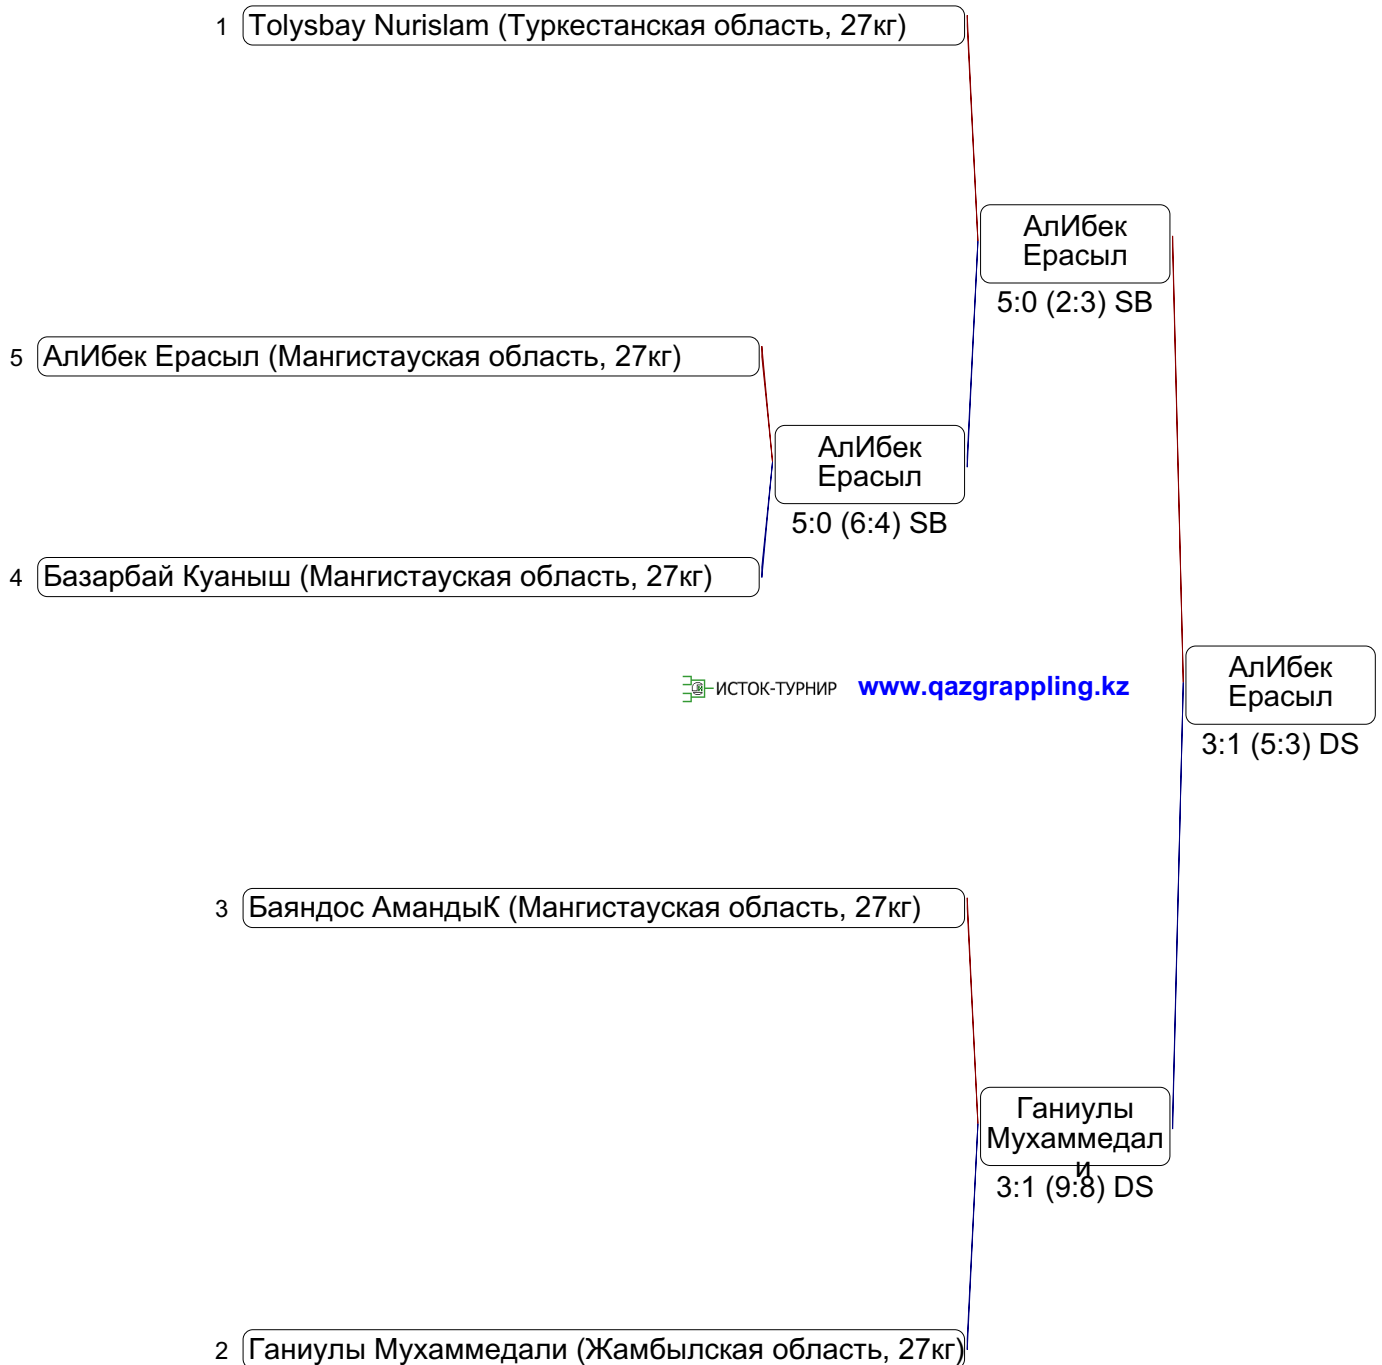 1 Tolysbay Nurislam (Туркестанская область, 27кг)
АлИбек
Ерасыл
5:0 (2:3) SB
5 АлИбек Ерасыл (Мангистауская область, 27кг)
АлИбек
Ерасыл
5:0 (6:4) SB
4 Базарбай Куаныш (Мангистауская область, 27кг)
ИСТОК-ТУРНИР www.qazgrappling.kz
АлИбек
Ерасыл
3:1 (5:3) DS
3 Баяндос АмандыК (Мангистауская область, 27кг)
Ганиулы
Мухаммедал
и
3:1 (9:8) DS
2 Ганиулы Мухаммедали (Жамбылская область, 27кг)